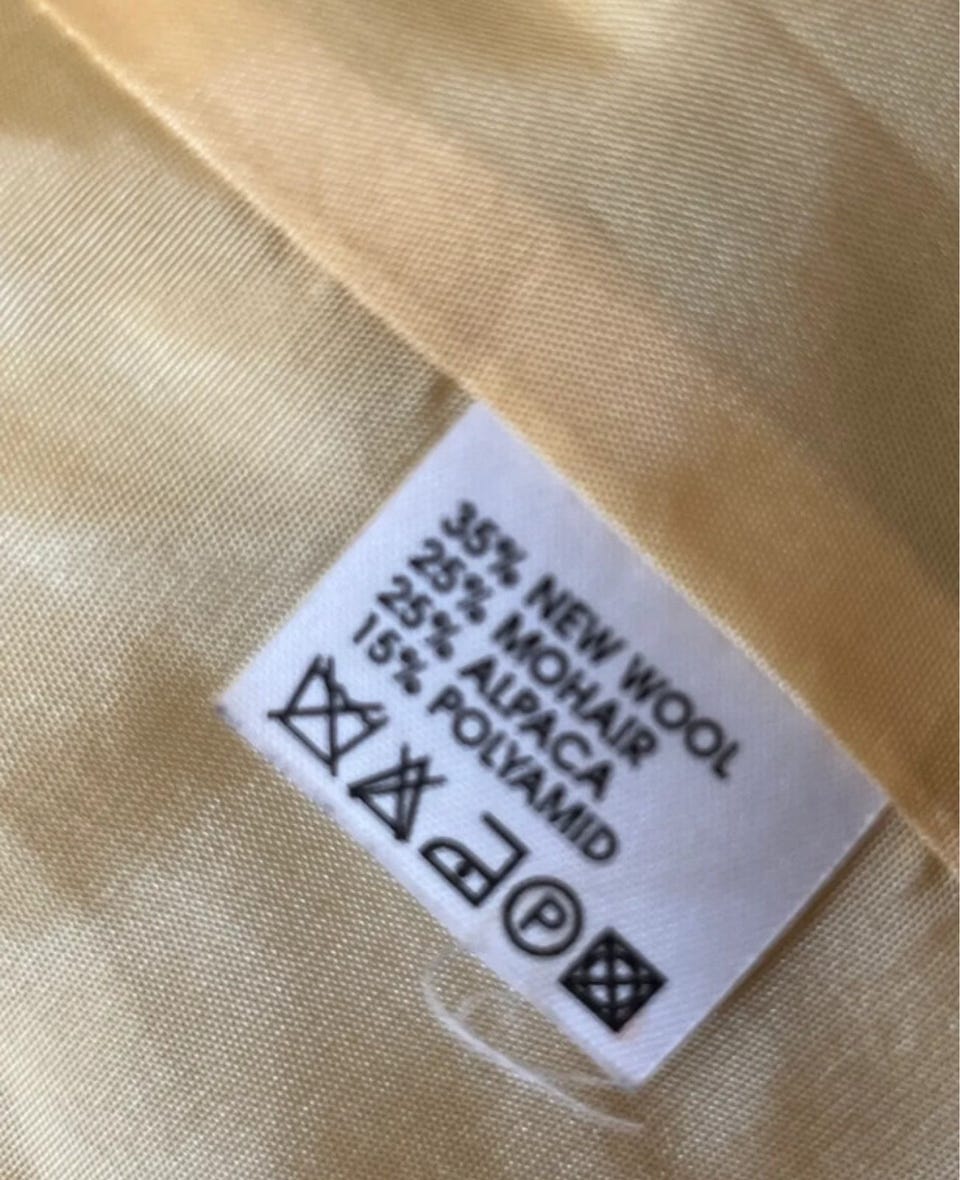 35% NEW WOOL
25% MOHAIR
25% ALPACA
15% POLYAMID
P